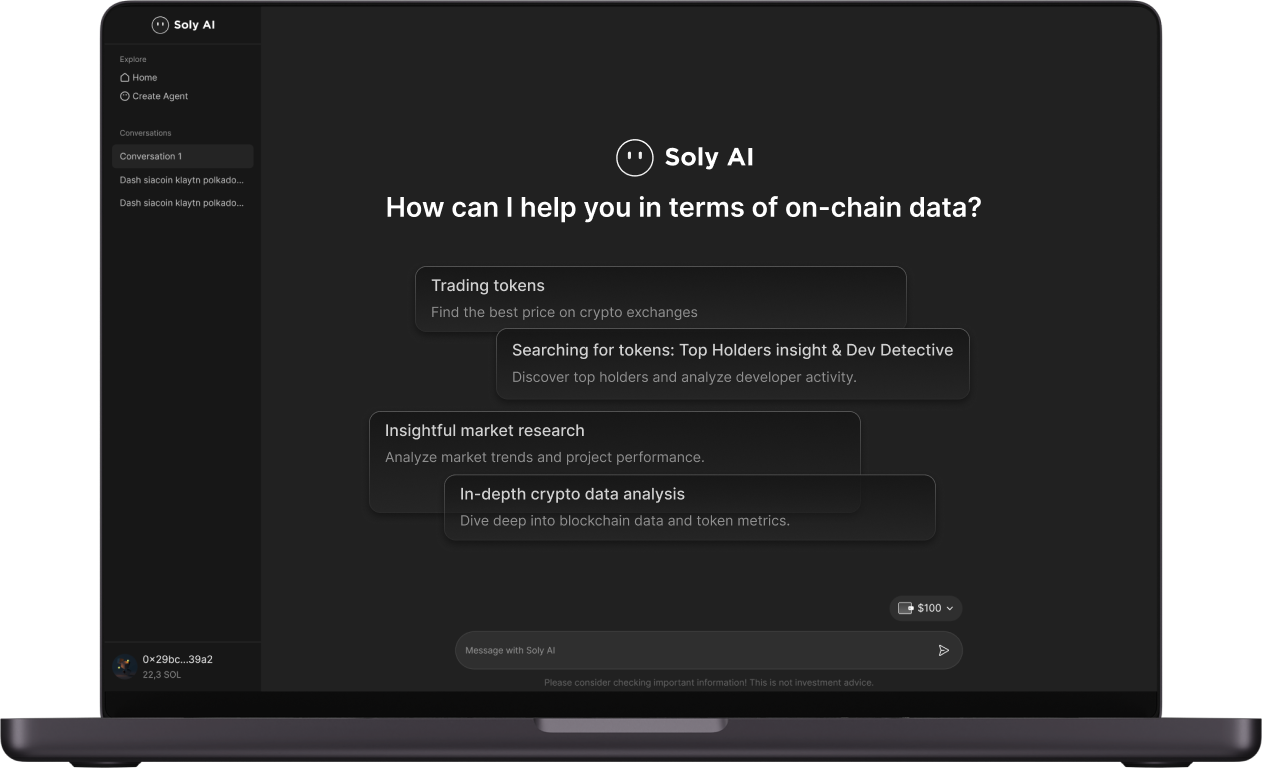 Soly AI
Explore
Home
Create Agent
Conversations
Conversation 1
Dash siacoin klaytn polkado...
Dash siacoin klaytn polkado...
0x29bc...39a2
22,3 SOL
Soly AI
How can I help you in terms of on-chain data?
Trading tokens
Find the best price on crypto exchanges
Searching for tokens: Top Holders insight & Dev Detective
Discover top holders and analyze developer activity.
Insightful market research
Analyze market trends and project performance.
In-depth crypto data analysis
Dive deep into blockchain data and token metrics.
$100
Message with Soly AI
Please consider checking important information! This is not investment advice.